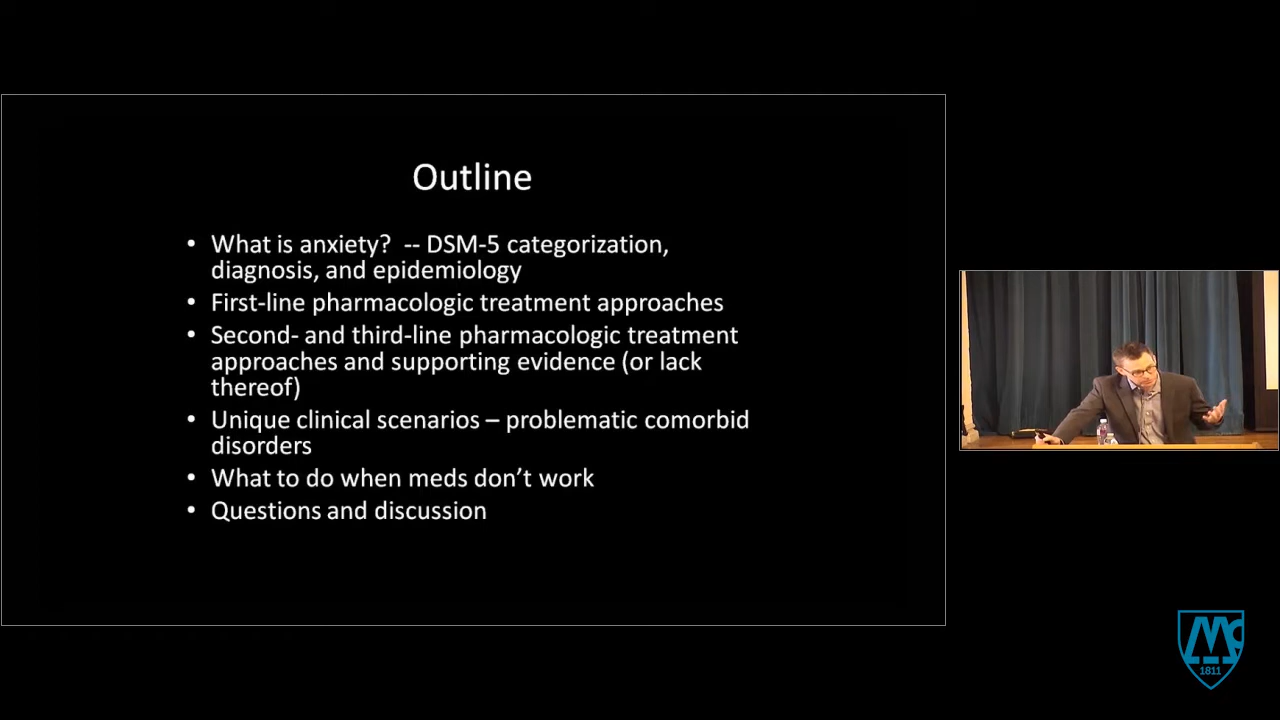 Outline
• What is anxiety? -- DSM-5 categorization,
diagnosis, and epidemiology
• First-line pharmacologic treatment approaches
• Second- and third-line pharmacologic treatment
approaches and supporting evidence (or lack
thereof)
• Unique clinical scenarios – problematic comorbid
disorders
• What to do when meds don’t work
• Questions and discussion
Mc
1811